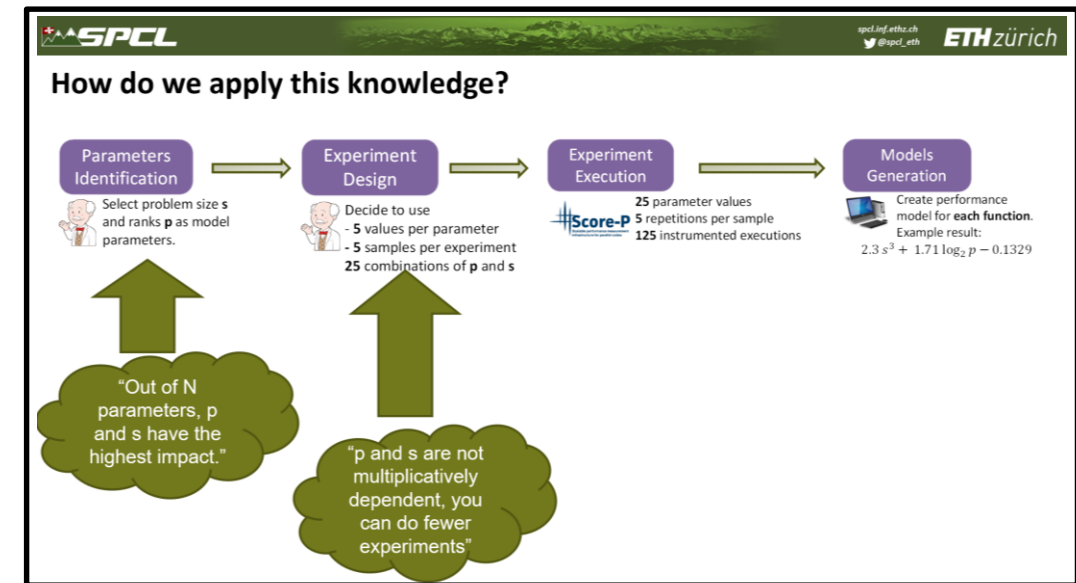 SPCL
spcl.inf.ethz.ch
@spcl_eth
ETH zürich
How do we apply this knowledge?
Parameters
Identification
Select problem size s
and ranks p as model
parameters.
Experiment
Design
Decide to use
- 5 values per parameter
- 5 samples per experiment
25 combinations of p and s
Experiment
Execution
Score-P
25 parameter values
5 repetitions per sample
125 instrumented executions
Models
Generation
Create performance
model for each function.
Example result:
2.3 s³ + 1.71 log₂ p − 0.1329
“Out of N
parameters, p
and s have the
highest impact.”
“p and s are not
multiplicatively
dependent, you
can do fewer
experiments”